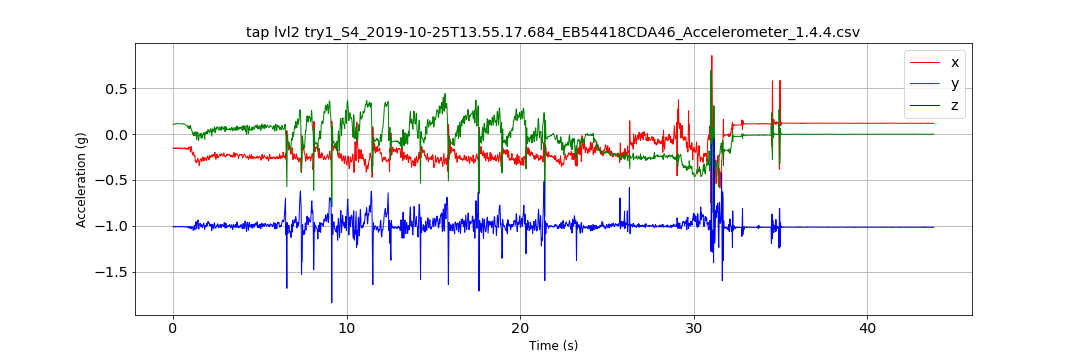 tap lvl2 try1_S4_2019-10-25T13.55.17.684_EB54418CDA46_Accelerometer_1.4.4.csv
x
y
z
0.5
0.0
−0.5
−1.0
−1.5
Acceleration (g)
0 10 20 30 40
Time (s)